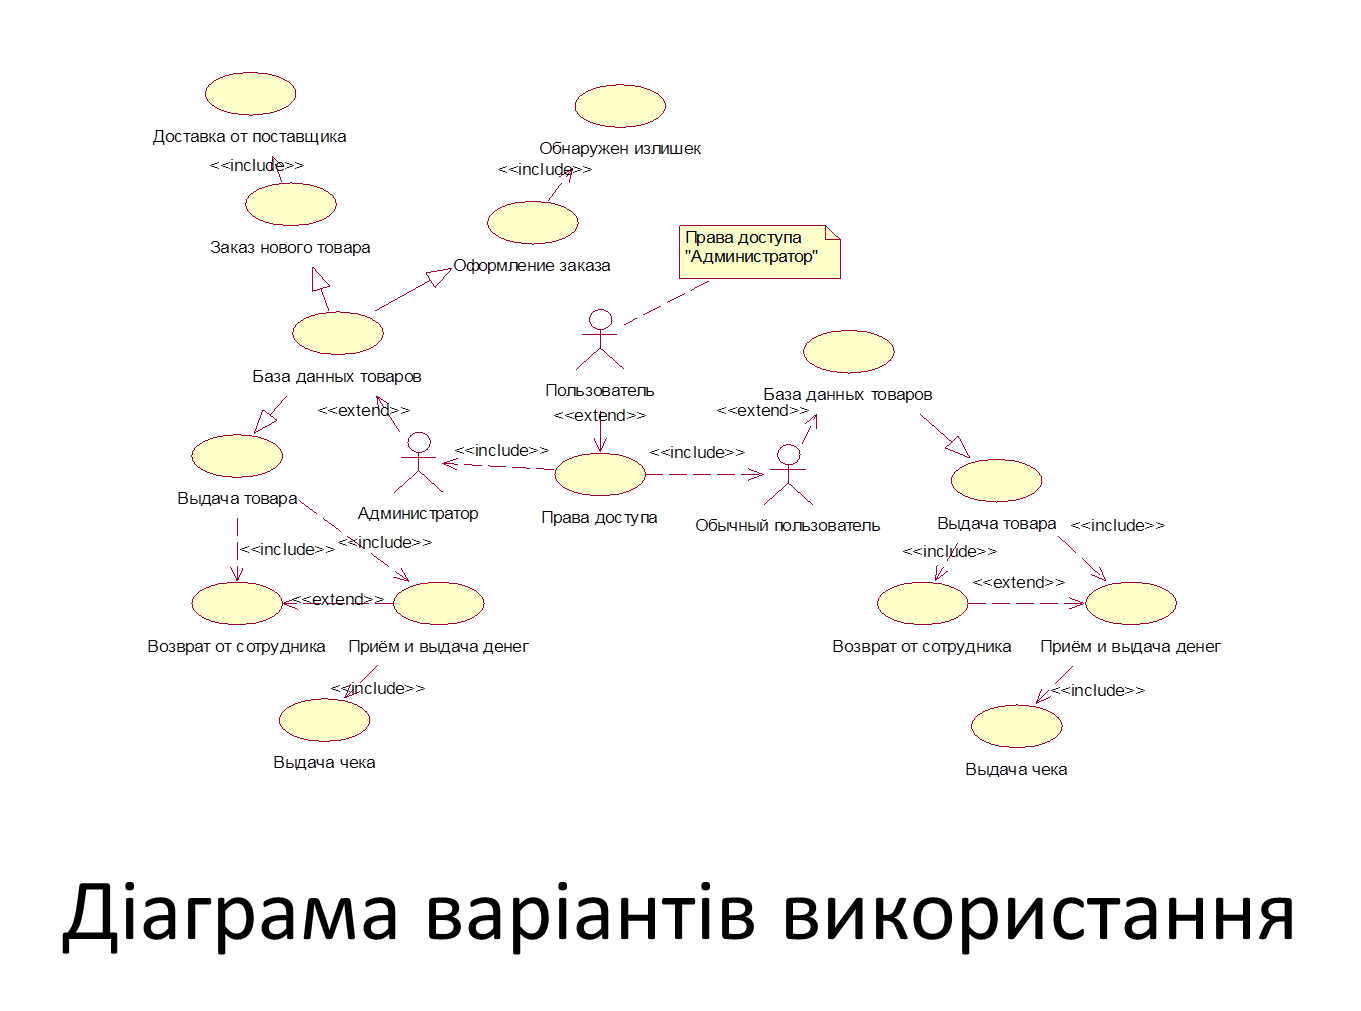 Доставка от поставщика
<<include>>
Обнаружен излишек
<<include>>
Заказ нового товара
Оформление заказа
Права доступа
"Администратор"
База данных товаров
<<extend>>
Пользователь
<<extend>>
База данных товаров
<<extend>>
<<include>>
<<include>>
Выдача товара
Администратор
Права доступа
Обычный пользователь
Выдача товара
<<include>>
<<include>>
<<include>>
<<include>>
<<extend>>
<<extend>>
Возврат от сотрудника
Приём и выдача денег
Возврат от сотрудника
Приём и выдача денег
<<include>>
<<include>>
Выдача чека
Выдача чека
Діаграма варіантів використання